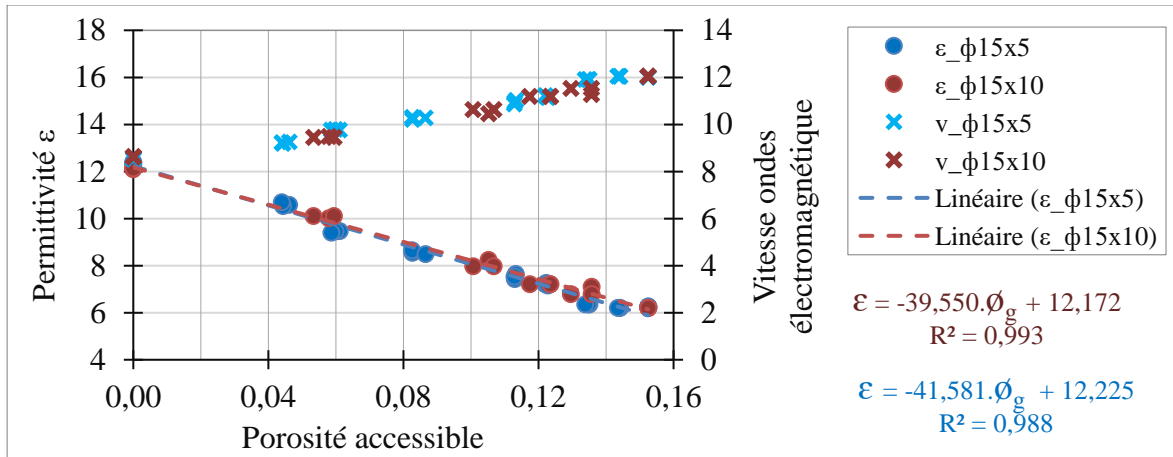 Permittivité ε
18
16
14
12
10
8
6
4
14
12
10
8
6
4
2
0
Vitesse ondes
électromagnétique
0,00
0,04
0,08
0,12
0,16
Porosité accessible
ε_ϕ15x5
ε_ϕ15x10
v_ϕ15x5
v_ϕ15x10
Linéaire (ε_ϕ15x5)
Linéaire (ε_ϕ15x10)
ε = -39,550.Ø_g + 12,172
R² = 0,993
ε = -41,581.Ø_g + 12,225
R² = 0,988